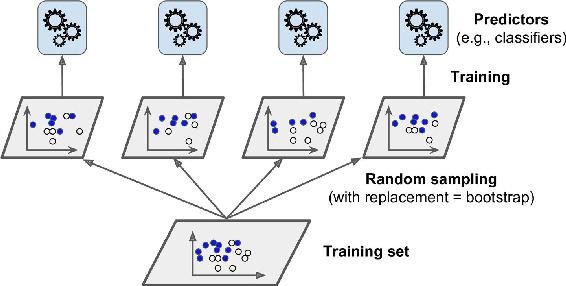 Predictors
(e.g., classifiers)
Training
Random sampling
(with replacement = bootstrap)
Training set